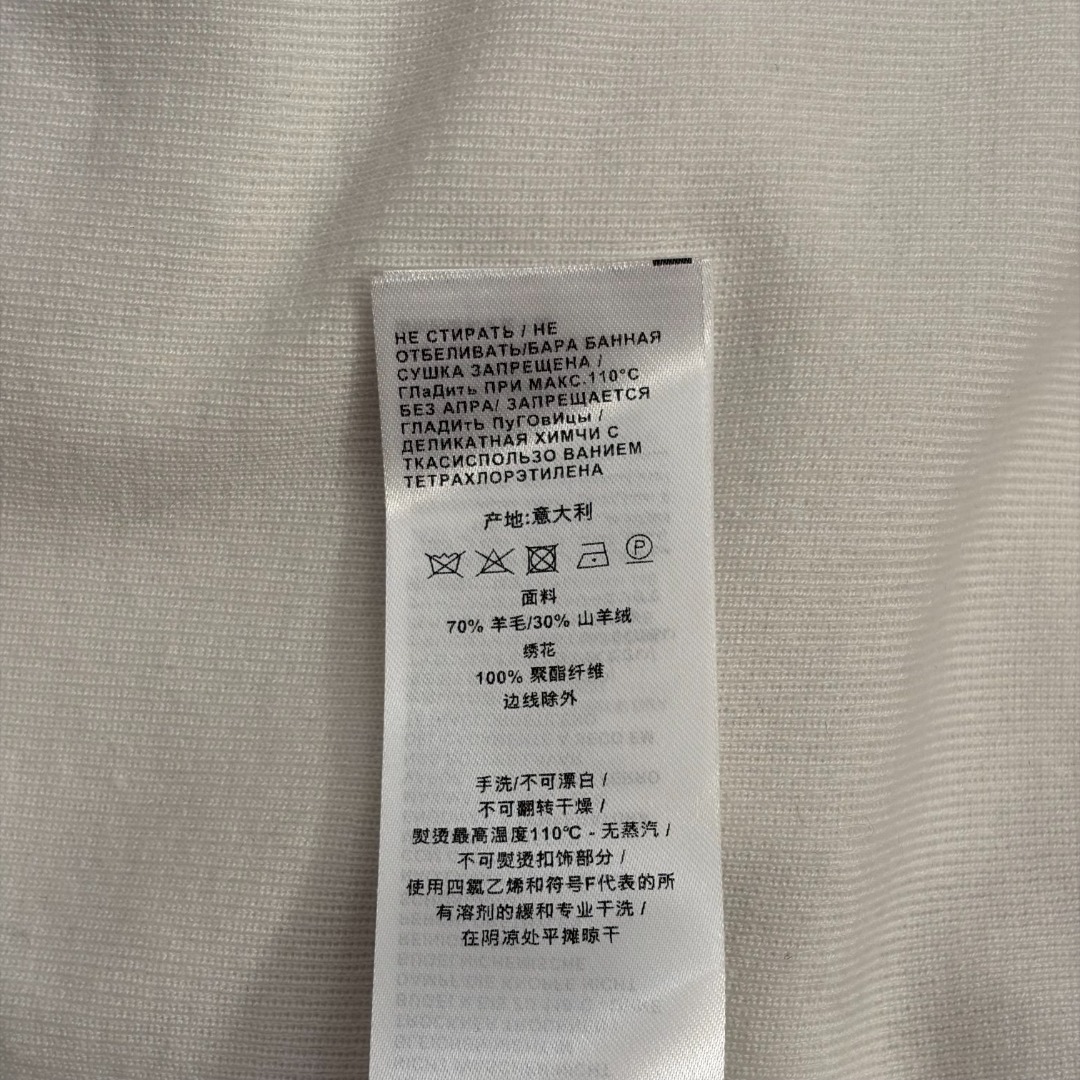 НЕ СТИРАТЬ / НЕ
ОТБЕЛИВАТЬ/БАРА БАННАЯ
СУШКА ЗАПРЕЩЕНА /
ГЛаДить ПРИ МАКС.110°С
БЕЗ АПРА/ ЗАПРЕЩАЕТСЯ
ГЛАДИтЬ ПуГОвИцы /
ДЕЛИКАТНАЯ ХИМЧИ С
ТКАСИСПОЛЬЗО ВАНИЕМ
ТЕТРАХЛОРЭТИЛЕНА
产地:意大利
P
面料
70% 羊毛/30% 山羊绒
绣花
100% 聚酯纤维
边线除外
手洗/不可漂白 /
不可翻转干燥 /
熨烫最高温度110℃ - 无蒸汽 /
不可熨烫扣饰部分 /
使用四氯乙烯和符号F代表的所
有溶剂的緩和专业干洗 /
在阴凉处平摊晾干